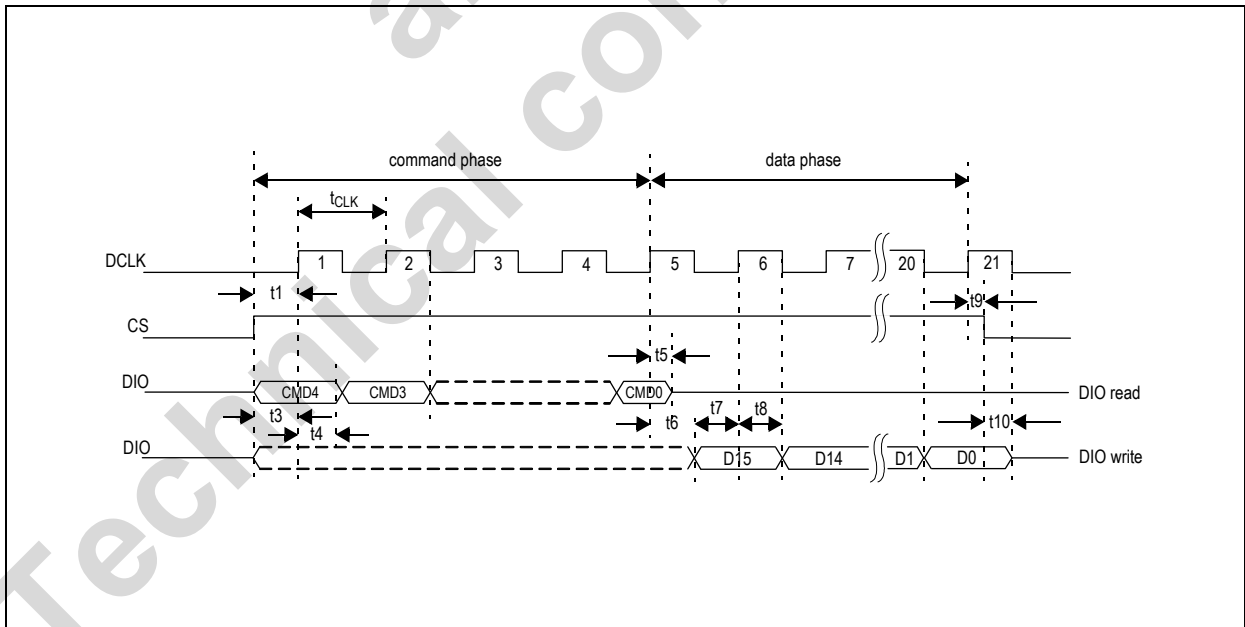 Technical con
a
command phase
data phase
tCLK
DCLK
1
2
3
4
5
6
7
20
21
t1
t9
CS
t5
DIO
CMD4
CMD3
CMD0
DIO read
t3
t4
t6
t7
t8
t10
DIO
D15
D14
D1
D0
DIO write